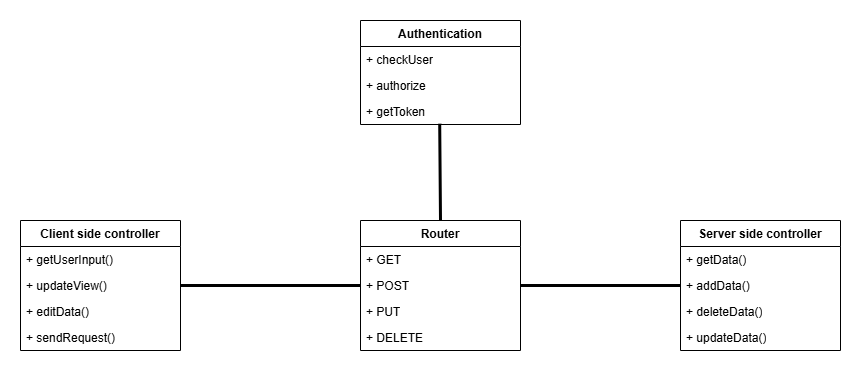 Authentication
+ checkUser
+ authorize
+ getToken
Client side controller
+ getUserInput()
+ updateView()
+ editData()
+ sendRequest()
Router
+ GET
+ POST
+ PUT
+ DELETE
Server side controller
+ getData()
+ addData()
+ deleteData()
+ updateData()